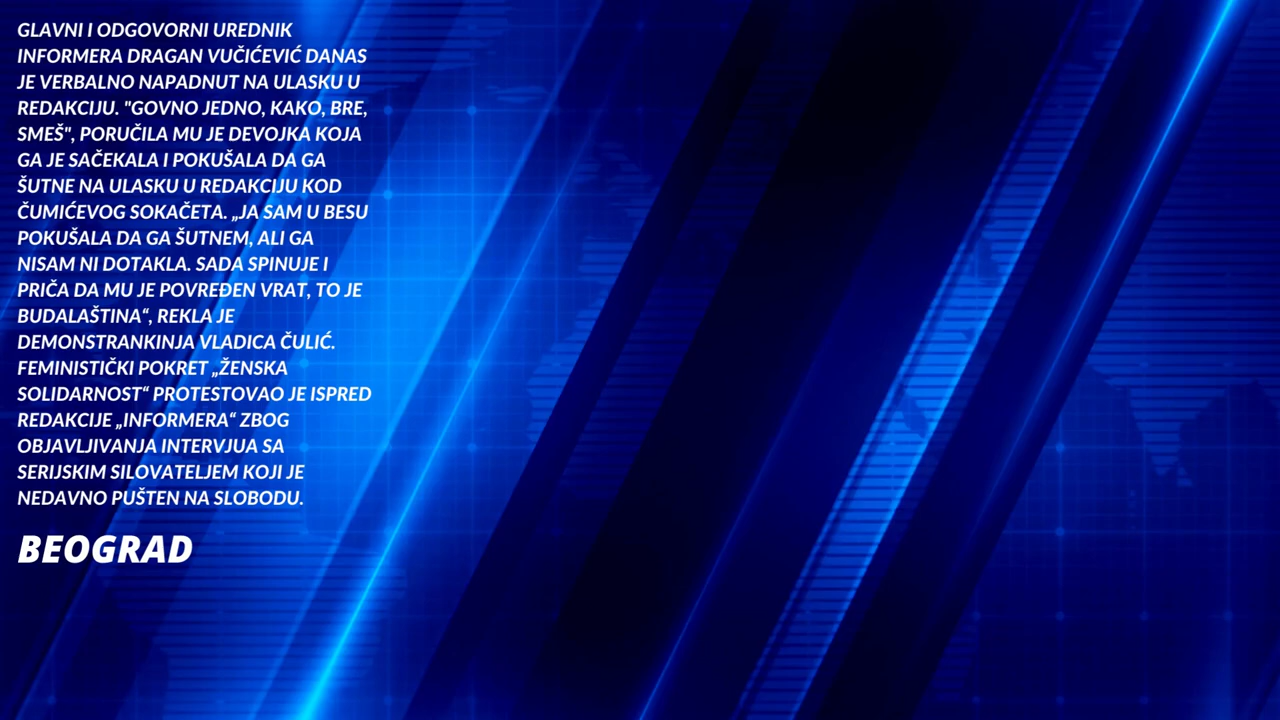 GLAVNI I ODGOVORNI UREDNIK
INFORMERA DRAGAN VUČIĆEVIĆ DANAS
JE VERBALNO NAPADNUT NA ULASKU U
REDAKCIJU. "GOVNO JEDNO, KAKO, BRE,
SMEŠ", PORUČILA MU JE DEVOJKA KOJA
GA JE SAČEKALA I POKUŠALA DA GA
ŠUTNE NA ULASKU U REDAKCIJU KOD
ČUMIĆEVOG SOKAČETA. „JA SAM U BESU
POKUŠALA DA GA ŠUTNEM, ALI GA
NISAM NI DOTAKLA. SADA SPINUJE I
PRIČA DA MU JE POVREĐEN VRAT, TO JE
BUDALAŠTINA“, REKLA JE
DEMONSTRANKINJA VLADICA ČULIĆ.
FEMINISTIČKI POKRET „ŽENSKA
SOLIDARNOST“ PROTESTOVAO JE ISPRED
REDAKCIJE „INFORMERA“ ZBOG
OBJAVLJIVANJA INTERVJUA SA
SERIJSKIM SILOVATELJEM KOJI JE
NEDAVNO PUŠTEN NA SLOBODU.
BEOGRAD